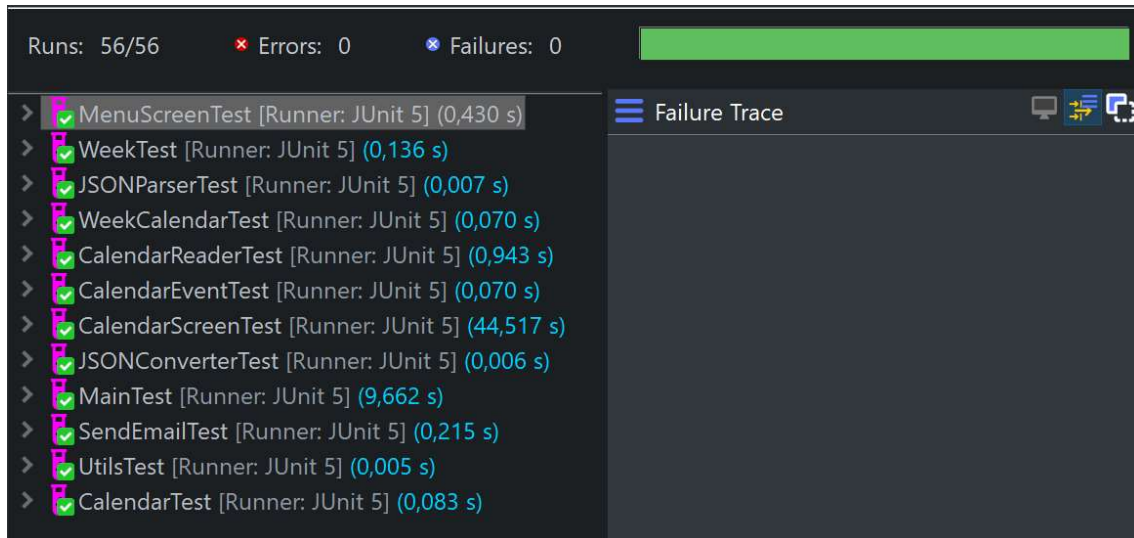 Runs: 56/56 Errors: 0 Failures: 0
MenuScreenTest [Runner: JUnit 5] (0,430 s)
Failure Trace
WeekTest [Runner: JUnit 5] (0,136 s)
JSONParserTest [Runner: JUnit 5] (0,007 s)
WeekCalendarTest [Runner: JUnit 5] (0,070 s)
CalendarReaderTest [Runner: JUnit 5] (0,943 s)
CalendarEventTest [Runner: JUnit 5] (0,070 s)
CalendarScreenTest [Runner: JUnit 5] (44,517 s)
JSONConverterTest [Runner: JUnit 5] (0,006 s)
MainTest [Runner: JUnit 5] (9,662 s)
SendEmailTest [Runner: JUnit 5] (0,215 s)
UtilsTest [Runner: JUnit 5] (0,005 s)
CalendarTest [Runner: JUnit 5] (0,083 s)